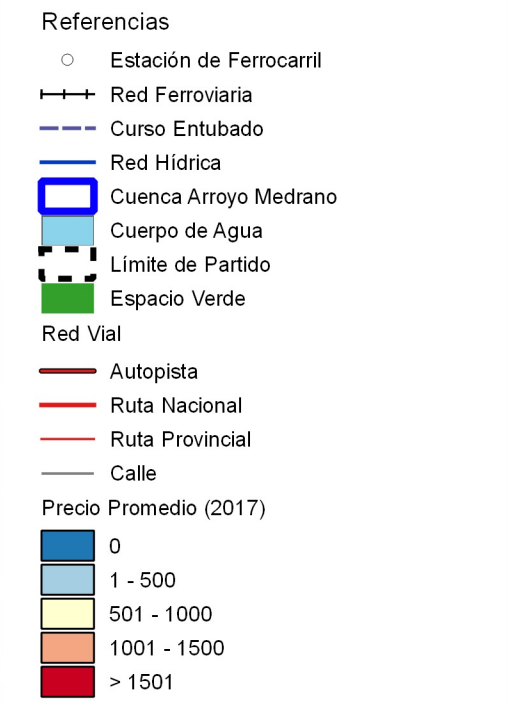 Referencias
Estación de Ferrocarril
Red Ferroviaria
Curso Entubado
Red Hídrica
Cuenca Arroyo Medrano
Cuerpo de Agua
Límite de Partido
Espacio Verde
Red Vial
Autopista
Ruta Nacional
Ruta Provincial
Calle
Precio Promedio (2017)
0
1 - 500
501 - 1000
1001 - 1500
> 1501